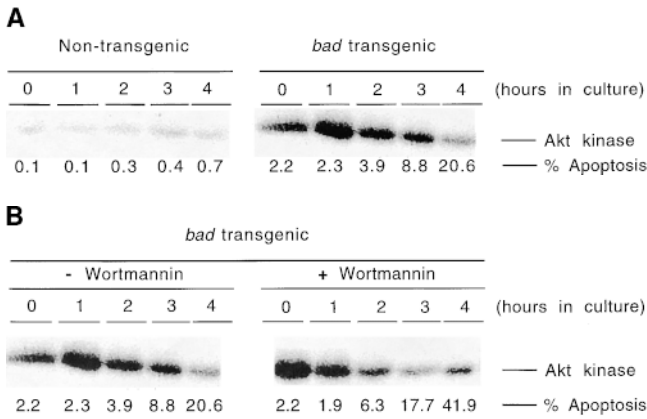 A
Non-transgenic bad transgenic
0 1 2 3 4 0 1 2 3 4 (hours in culture)
Akt kinase
0.1 0.1 0.3 0.4 0.7 2.2 2.3 3.9 8.8 20.6 % Apoptosis
B
bad transgenic
- Wortmannin + Wortmannin
0 1 2 3 4 0 1 2 3 4 (hours in culture)
Akt kinase
2.2 2.3 3.9 8.8 20.6 2.2 1.9 6.3 17.7 41.9 % Apoptosis